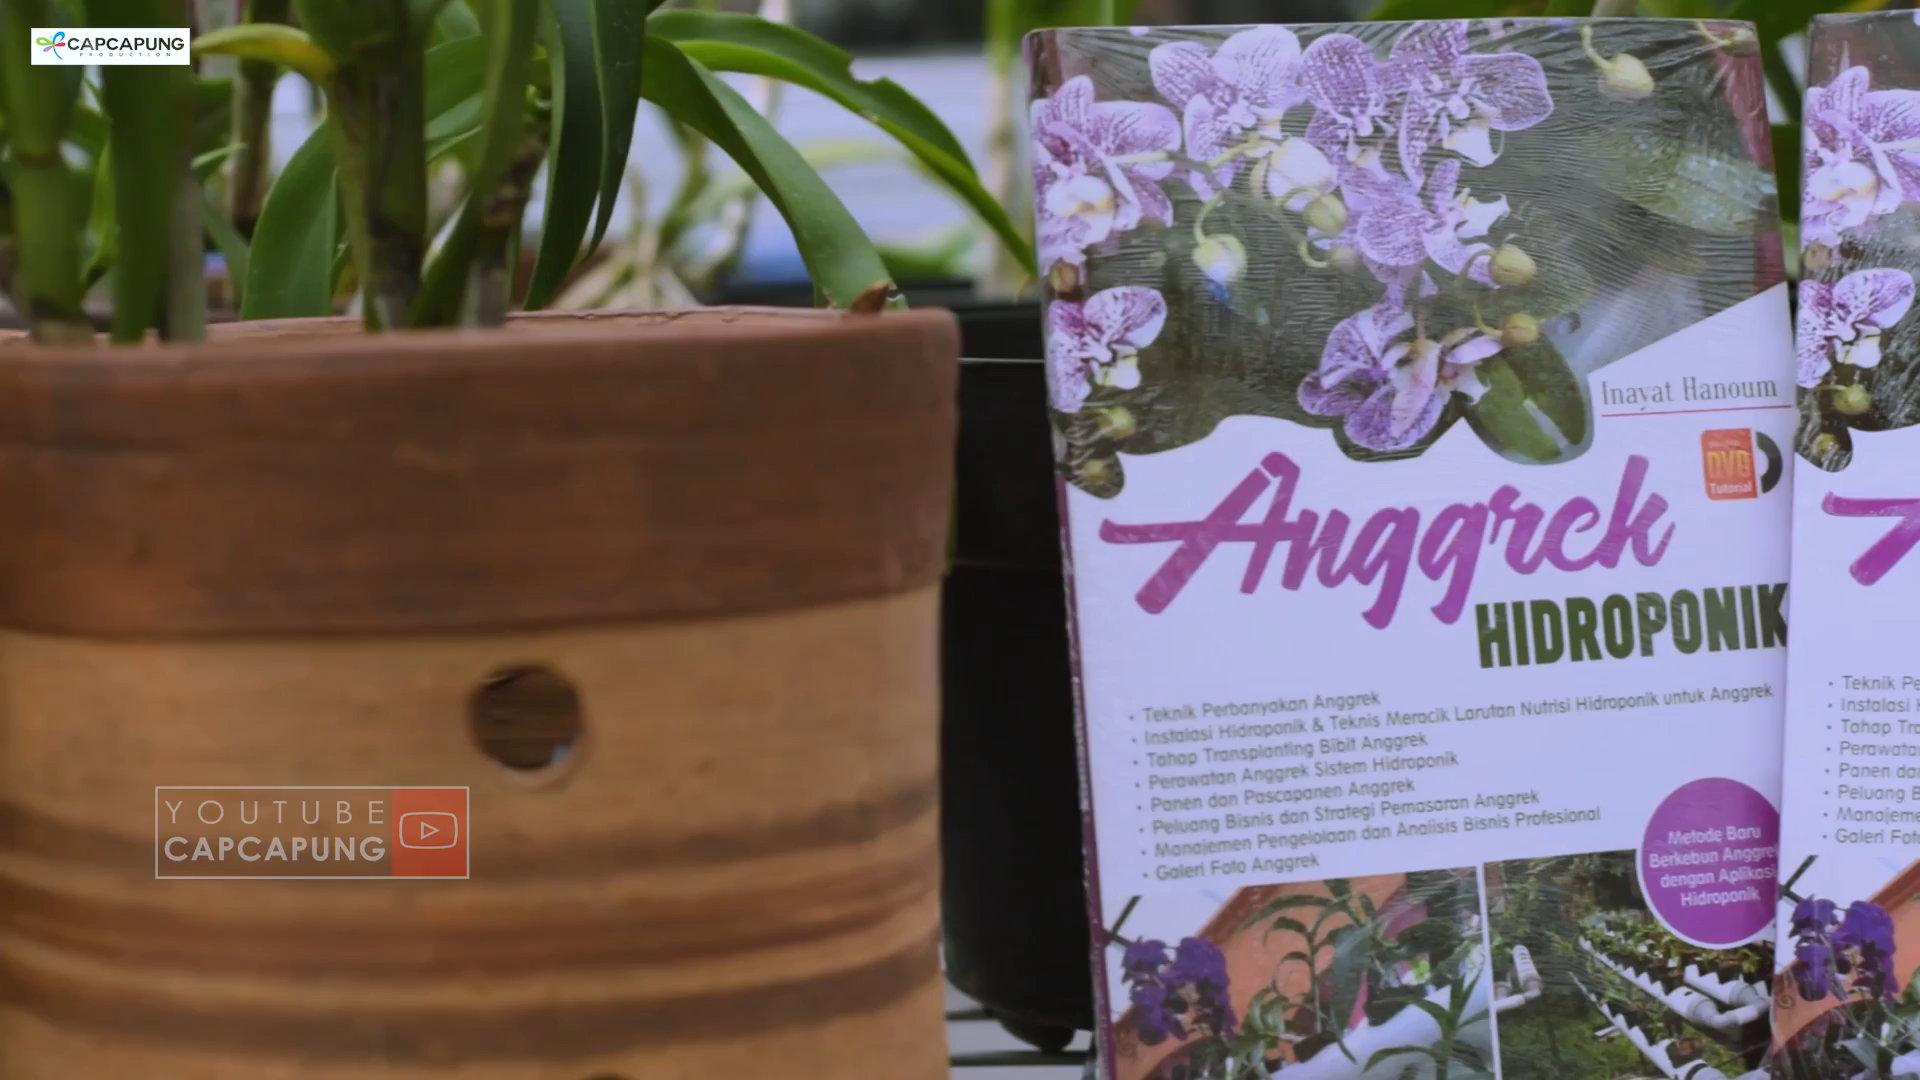 CAPCAPUNG
PRODUCTION
Inayat Hanoum
DVD
Tutorial
Anggrek
HIDROPONIK
• Teknik Perbanyakan Anggrek
• Instalasi Hidroponik & Teknis Meracik Larutan Nutrisi Hidroponik untuk Anggrek
• Tahap Transplanting Bibit Anggrek
• Perawatan Anggrek Sistem Hidroponik
• Panen dan Pascapanen Anggrek
• Peluang Bisnis dan Strategi Pemasaran Anggrek
• Manajemen Pengelolaan dan Analisis Bisnis Profesional
• Galeri Foto Anggrek
Metode Baru
Berkebun Anggrek
dengan Aplikasi
Hidroponik
• Teknik Pe
• Instalasi
• Tahap Tra
• Perawatan
• Panen da
• Peluang B
• Manajeme
• Galeri Fot
YOUTUBE
CAPCAPUNG